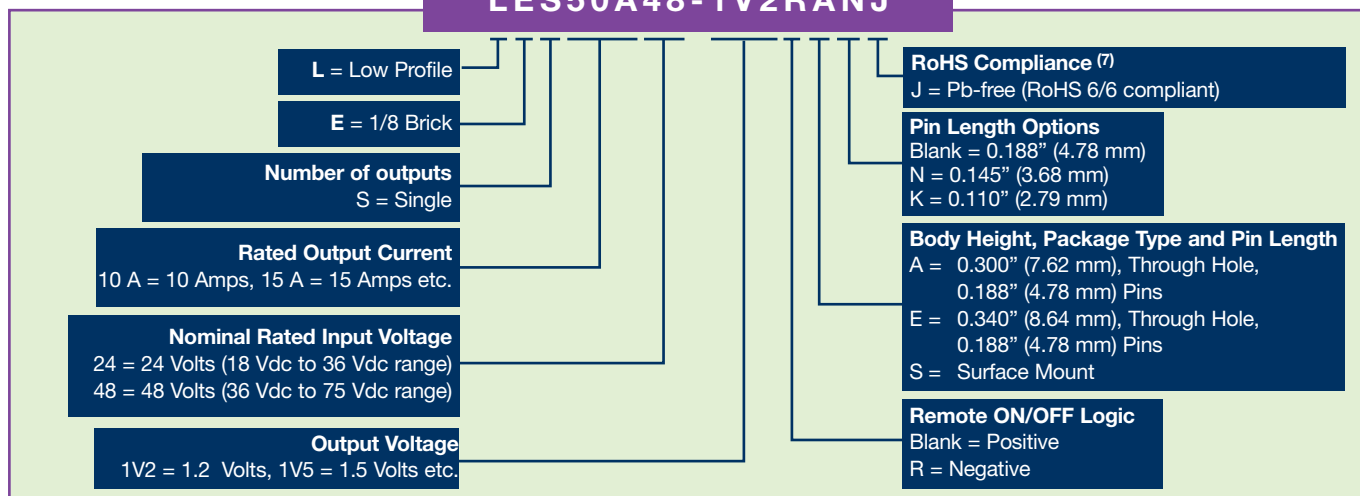 LES50A48-1V2RANJ
L = Low Profile
E = 1/8 Brick
Number of outputs
S = Single
Rated Output Current
10 A = 10 Amps, 15 A = 15 Amps etc.
Nominal Rated Input Voltage
24 = 24 Volts (18 Vdc to 36 Vdc range)
48 = 48 Volts (36 Vdc to 75 Vdc range)
Output Voltage
1V2 = 1.2 Volts, 1V5 = 1.5 Volts etc.
RoHS Compliance (7)
J = Pb-free (RoHS 6/6 compliant)
Pin Length Options
Blank = 0.188” (4.78 mm)
N = 0.145” (3.68 mm)
K = 0.110” (2.79 mm)
Body Height, Package Type and Pin Length
A = 0.300” (7.62 mm), Through Hole,
0.188” (4.78 mm) Pins
E = 0.340” (8.64 mm), Through Hole,
0.188” (4.78 mm) Pins
S = Surface Mount
Remote ON/OFF Logic
Blank = Positive
R = Negative